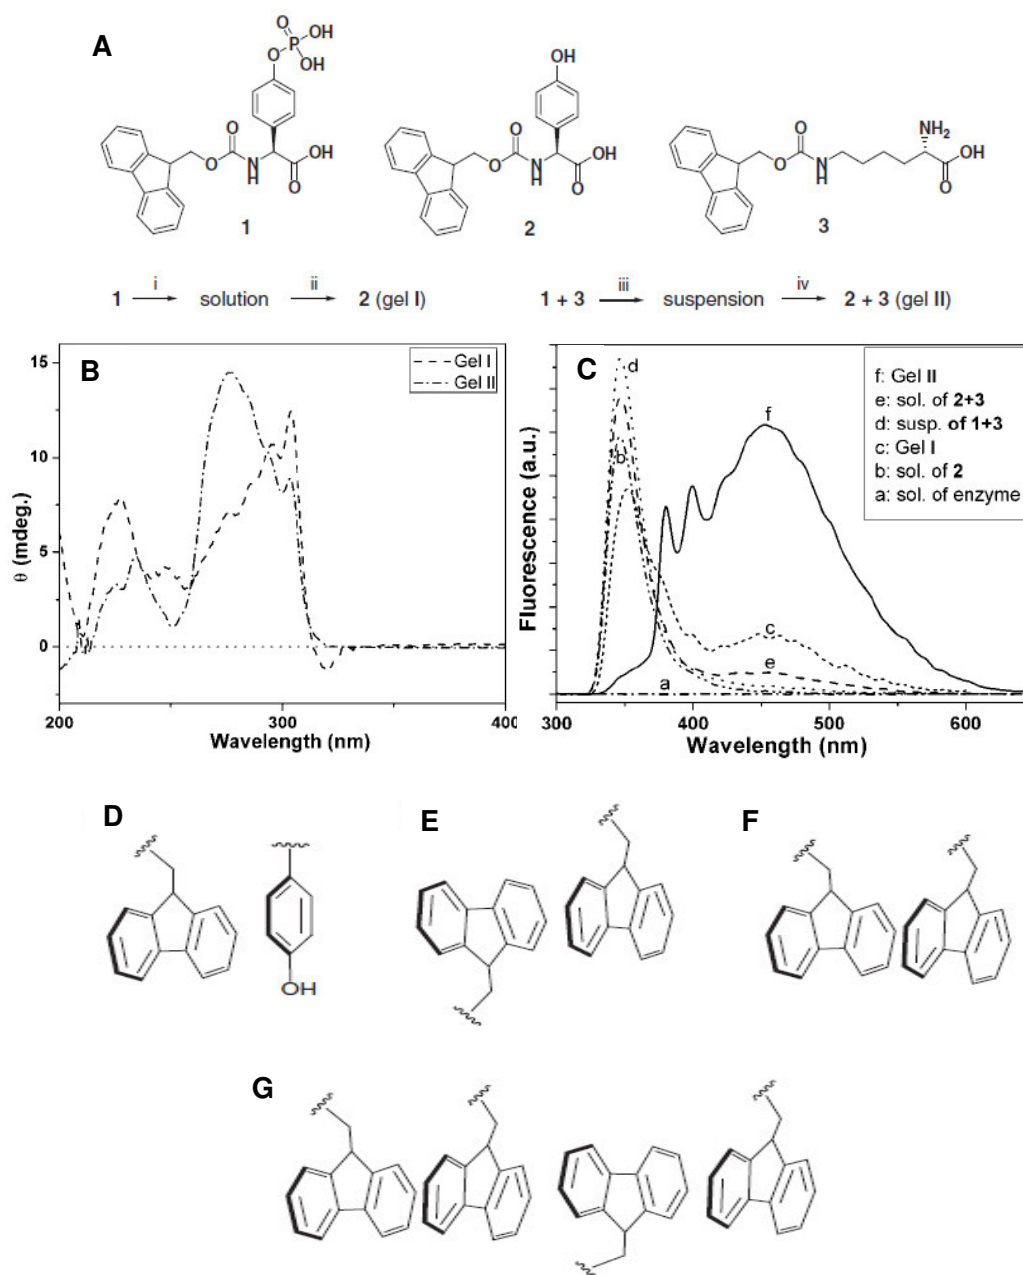 A
O
P
OH
O
OH
O
O
N
H
OH
O
1
OH
O
O
N
H
OH
O
2
O
O
N
H
NH2
OH
O
3
1 i solution ii 2 (gel I)
1 + 3 iii suspension iv 2 + 3 (gel II)
B
Gel I
Gel II
15
10
5
0
θ (mdeg.)
200 300 400
Wavelength (nm)
C
d
f
b
c
e
a
f: Gel II
e: sol. of 2+3
d: susp. of 1+3
c: Gel I
b: sol. of 2
a: sol. of enzyme
Fluorescence (a.u.)
300 400 500 600
Wavelength (nm)
D
OH
E
F
G